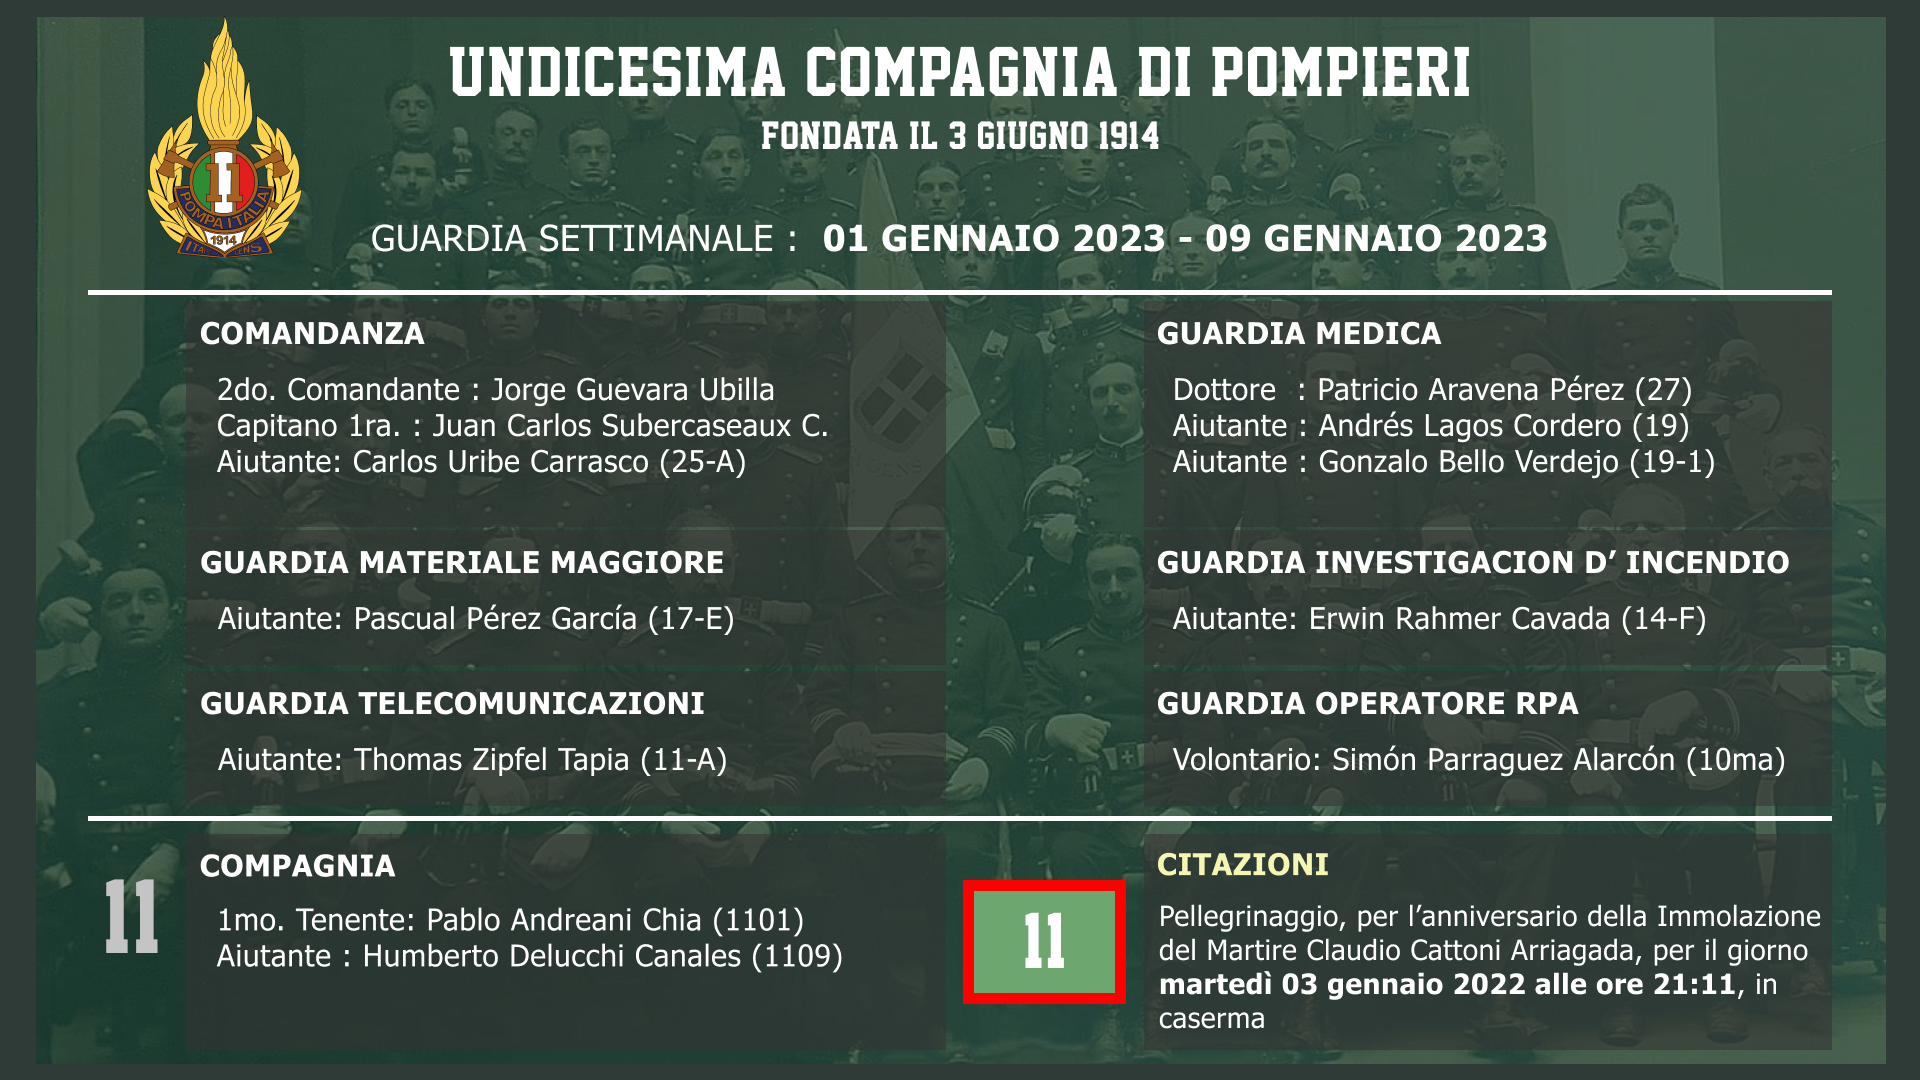 UNDICESIMA COMPAGNIA DI POMPIERI
FONDATA IL 3 GIUGNO 1914
11
POMPA ITALIA
1914
GUARDIA SETTIMANALE : 01 GENNAIO 2023 - 09 GENNAIO 2023
COMANDANZA
2do. Comandante : Jorge Guevara Ubilla
Capitano 1ra. : Juan Carlos Subercaseaux C.
Aiutante: Carlos Uribe Carrasco (25-A)
GUARDIA MEDICA
Dottore : Patricio Aravena Pérez (27)
Aiutante : Andrés Lagos Cordero (19)
Aiutante : Gonzalo Bello Verdejo (19-1)
GUARDIA MATERIALE MAGGIORE
Aiutante: Pascual Pérez García (17-E)
GUARDIA INVESTIGACION D’ INCENDIO
Aiutante: Erwin Rahmer Cavada (14-F)
GUARDIA TELECOMUNICAZIONI
Aiutante: Thomas Zipfel Tapia (11-A)
GUARDIA OPERATORE RPA
Volontario: Simón Parraguez Alarcón (10ma)
11
COMPAGNIA
1mo. Tenente: Pablo Andreani Chia (1101)
Aiutante : Humberto Delucchi Canales (1109)
11
CITAZIONI
Pellegrinaggio, per l’anniversario della Immolazione
del Martire Claudio Cattoni Arriagada, per il giorno
martedì 03 gennaio 2022 alle ore 21:11, in
caserma